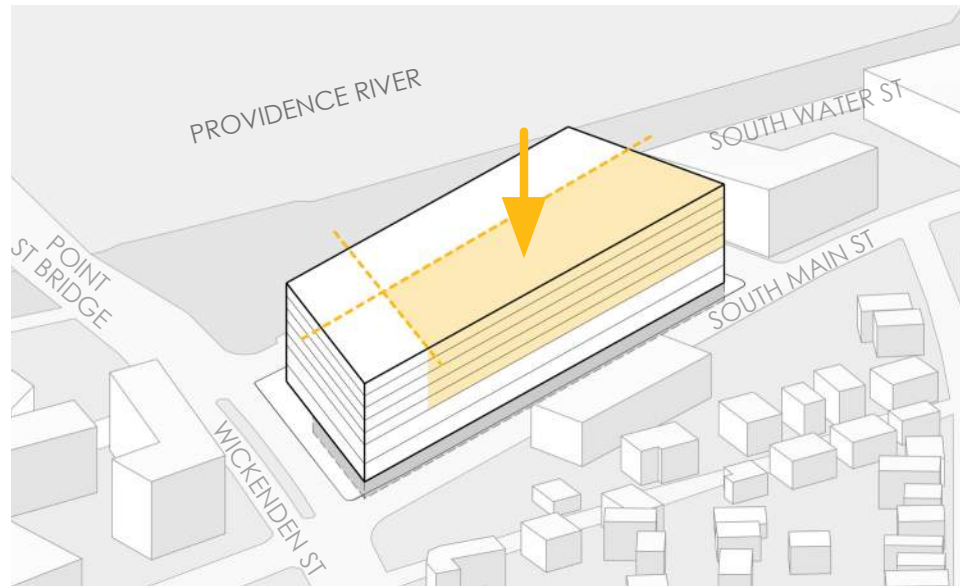 PROVIDENCE RIVER
SOUTH WATER ST
POINT
ST BRIDGE
SOUTH MAIN ST
WICKENDEN ST